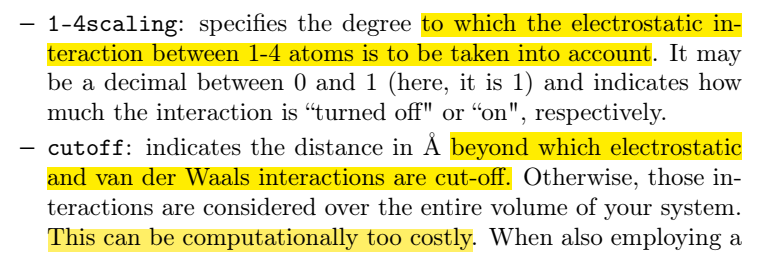 – 1-4scaling: specifies the degree to which the electrostatic in-
teraction between 1-4 atoms is to be taken into account. It may
be a decimal between 0 and 1 (here, it is 1) and indicates how
much the interaction is “turned off" or “on", respectively.
– cutoff: indicates the distance in Å beyond which electrostatic
and van der Waals interactions are cut-off. Otherwise, those in-
teractions are considered over the entire volume of your system.
This can be computationally too costly. When also employing a